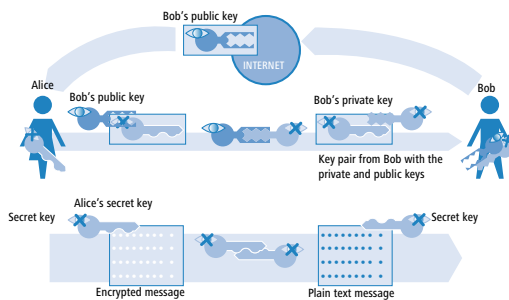 Bob's public key
INTERNET
Alice
Bob
Bob's public key
Bob's private key
Key pair from Bob with the
private and public keys
Alice's secret key
Secret key
Secret key
Encrypted message
Plain text message